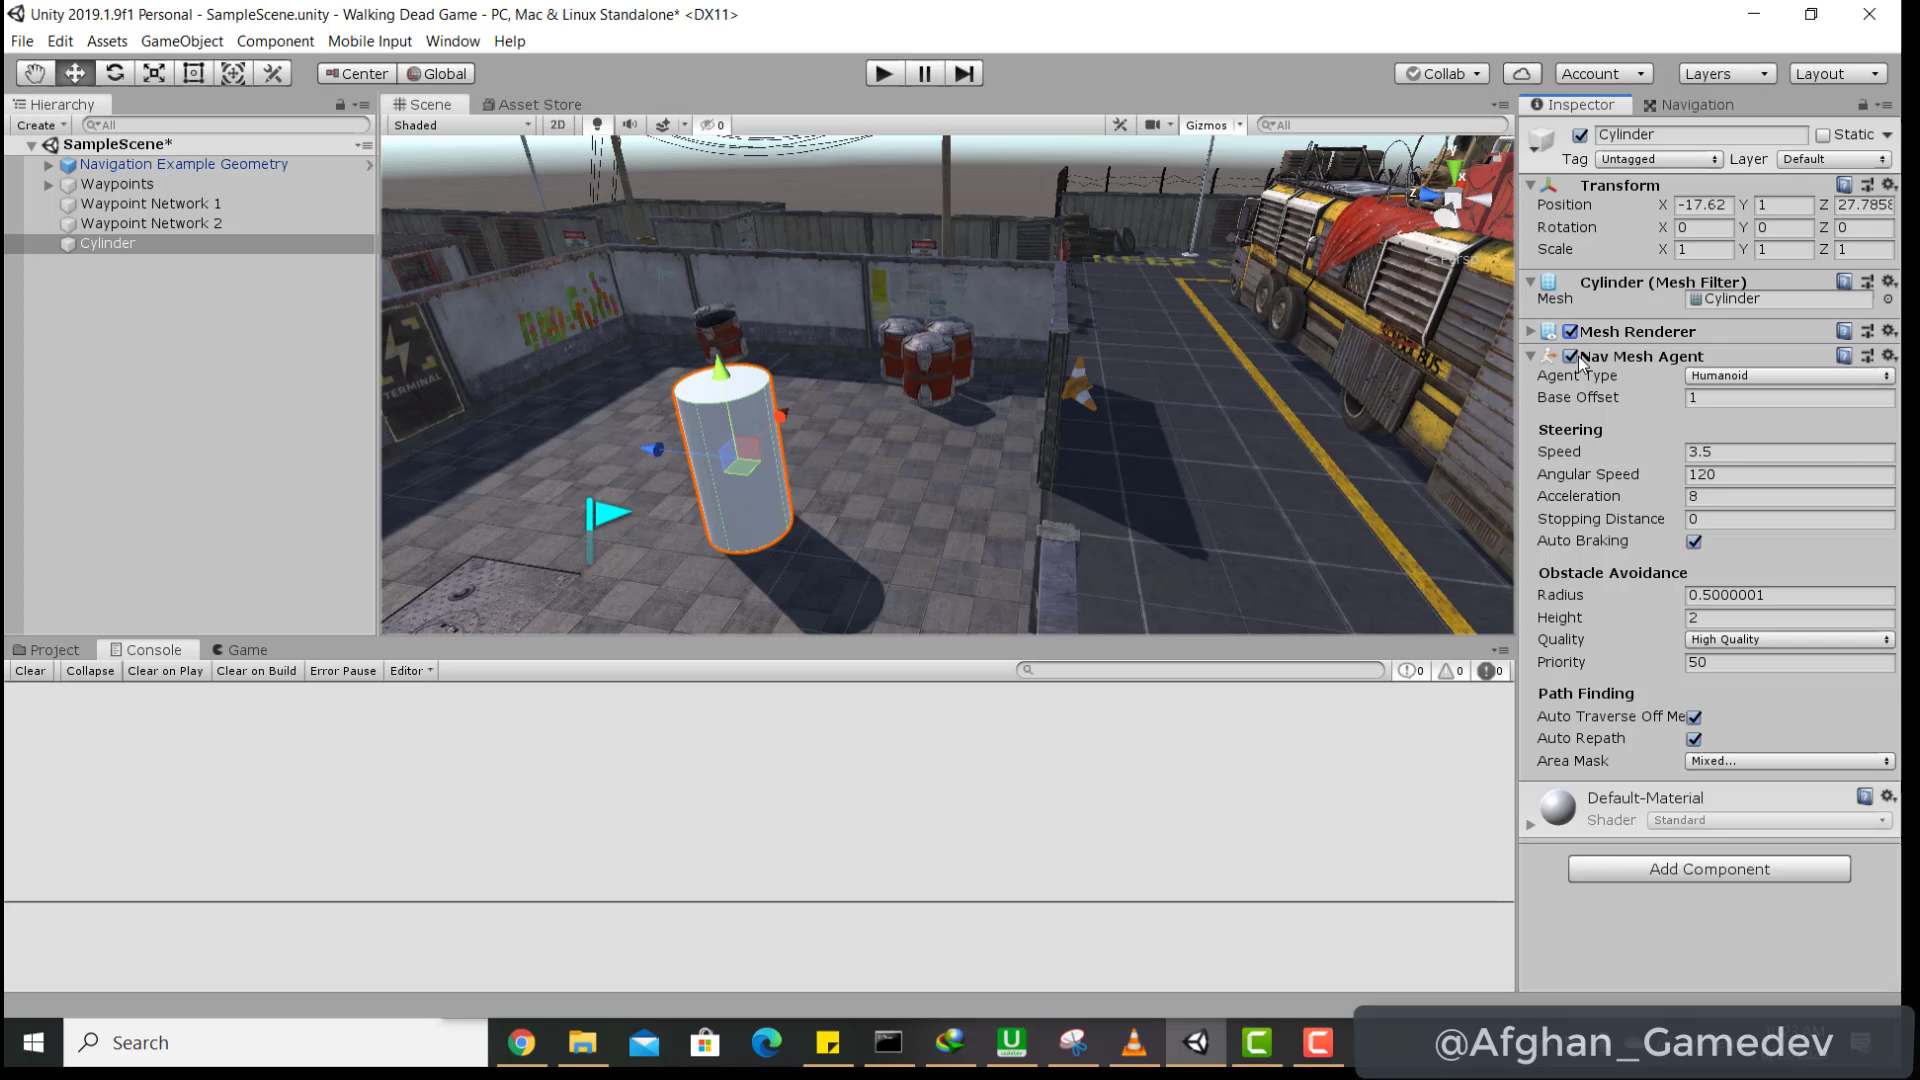 Unity 2019.1.9f1 Personal - SampleScene.unity - Walking Dead Game - PC, Mac & Linux Standalone* <DX11>
File Edit Assets GameObject Component Mobile Input Window Help
Center Global Collab Account Layers Layout
Hierarchy
Create All
SampleScene*
Navigation Example Geometry
Waypoints
Waypoint Network 1
Waypoint Network 2
Cylinder
Scene Asset Store
Shaded 2D 0 Gizmos All
TERMINAL
Y
X
Z
Persp
Inspector Navigation
Cylinder Static
Tag Untagged Layer Default
Transform
Position X -17.62 Y 1 Z 27.7858
Rotation X 0 Y 0 Z 0
Scale X 1 Y 1 Z 1
Cylinder (Mesh Filter)
Mesh Cylinder
Mesh Renderer
Nav Mesh Agent
Agent Type Humanoid
Base Offset 1
Steering
Speed 3.5
Angular Speed 120
Acceleration 8
Stopping Distance 0
Auto Braking
Obstacle Avoidance
Radius 0.5000001
Height 2
Quality High Quality
Priority 50
Path Finding
Auto Traverse Off Me
Auto Repath
Area Mask Mixed...
Default-Material
Shader Standard
Add Component
Project Console Game
Clear Collapse Clear on Play Clear on Build Error Pause Editor 0 0 0
Search
@Afghan_Gamedev